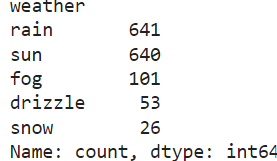 weather
rain 641
sun 640
fog 101
drizzle 53
snow 26
Name: count, dtype: int64